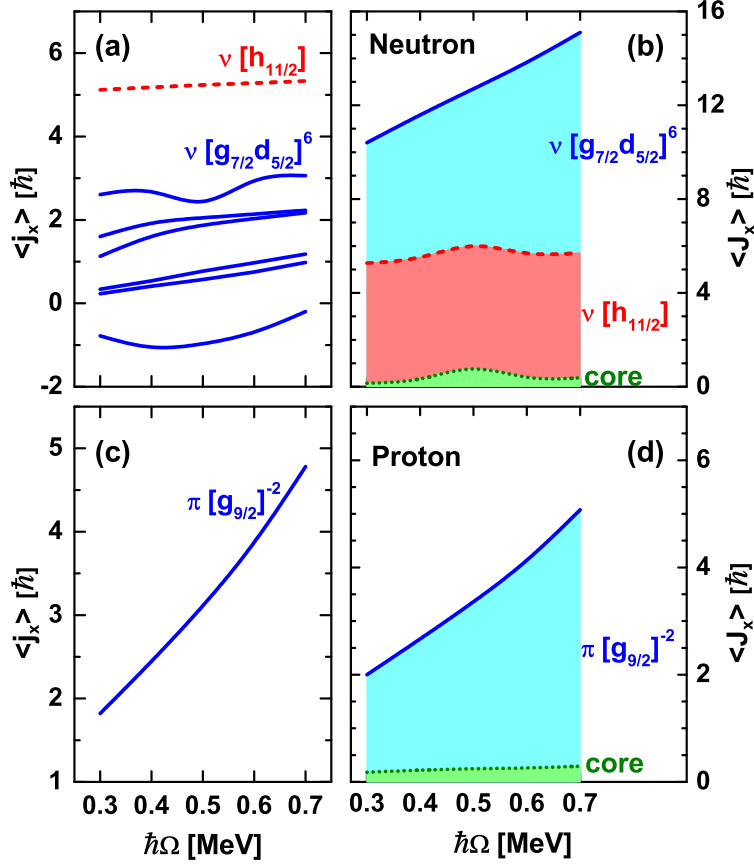 (a)
ν [h11/2]
ν [g7/2d5/2]^6
<jx> [ℏ]
6
4
2
0
-2
Neutron
(b)
ν [g7/2d5/2]^6
ν [h11/2]
core
<Jx> [ℏ]
16
12
8
4
0
(c)
π [g9/2]^-2
<jx> [ℏ]
5
4
3
2
1
0.3 0.4 0.5 0.6 0.7
ℏΩ [MeV]
Proton
(d)
π [g9/2]^-2
core
<Jx> [ℏ]
6
4
2
0
0.3 0.4 0.5 0.6 0.7
ℏΩ [MeV]